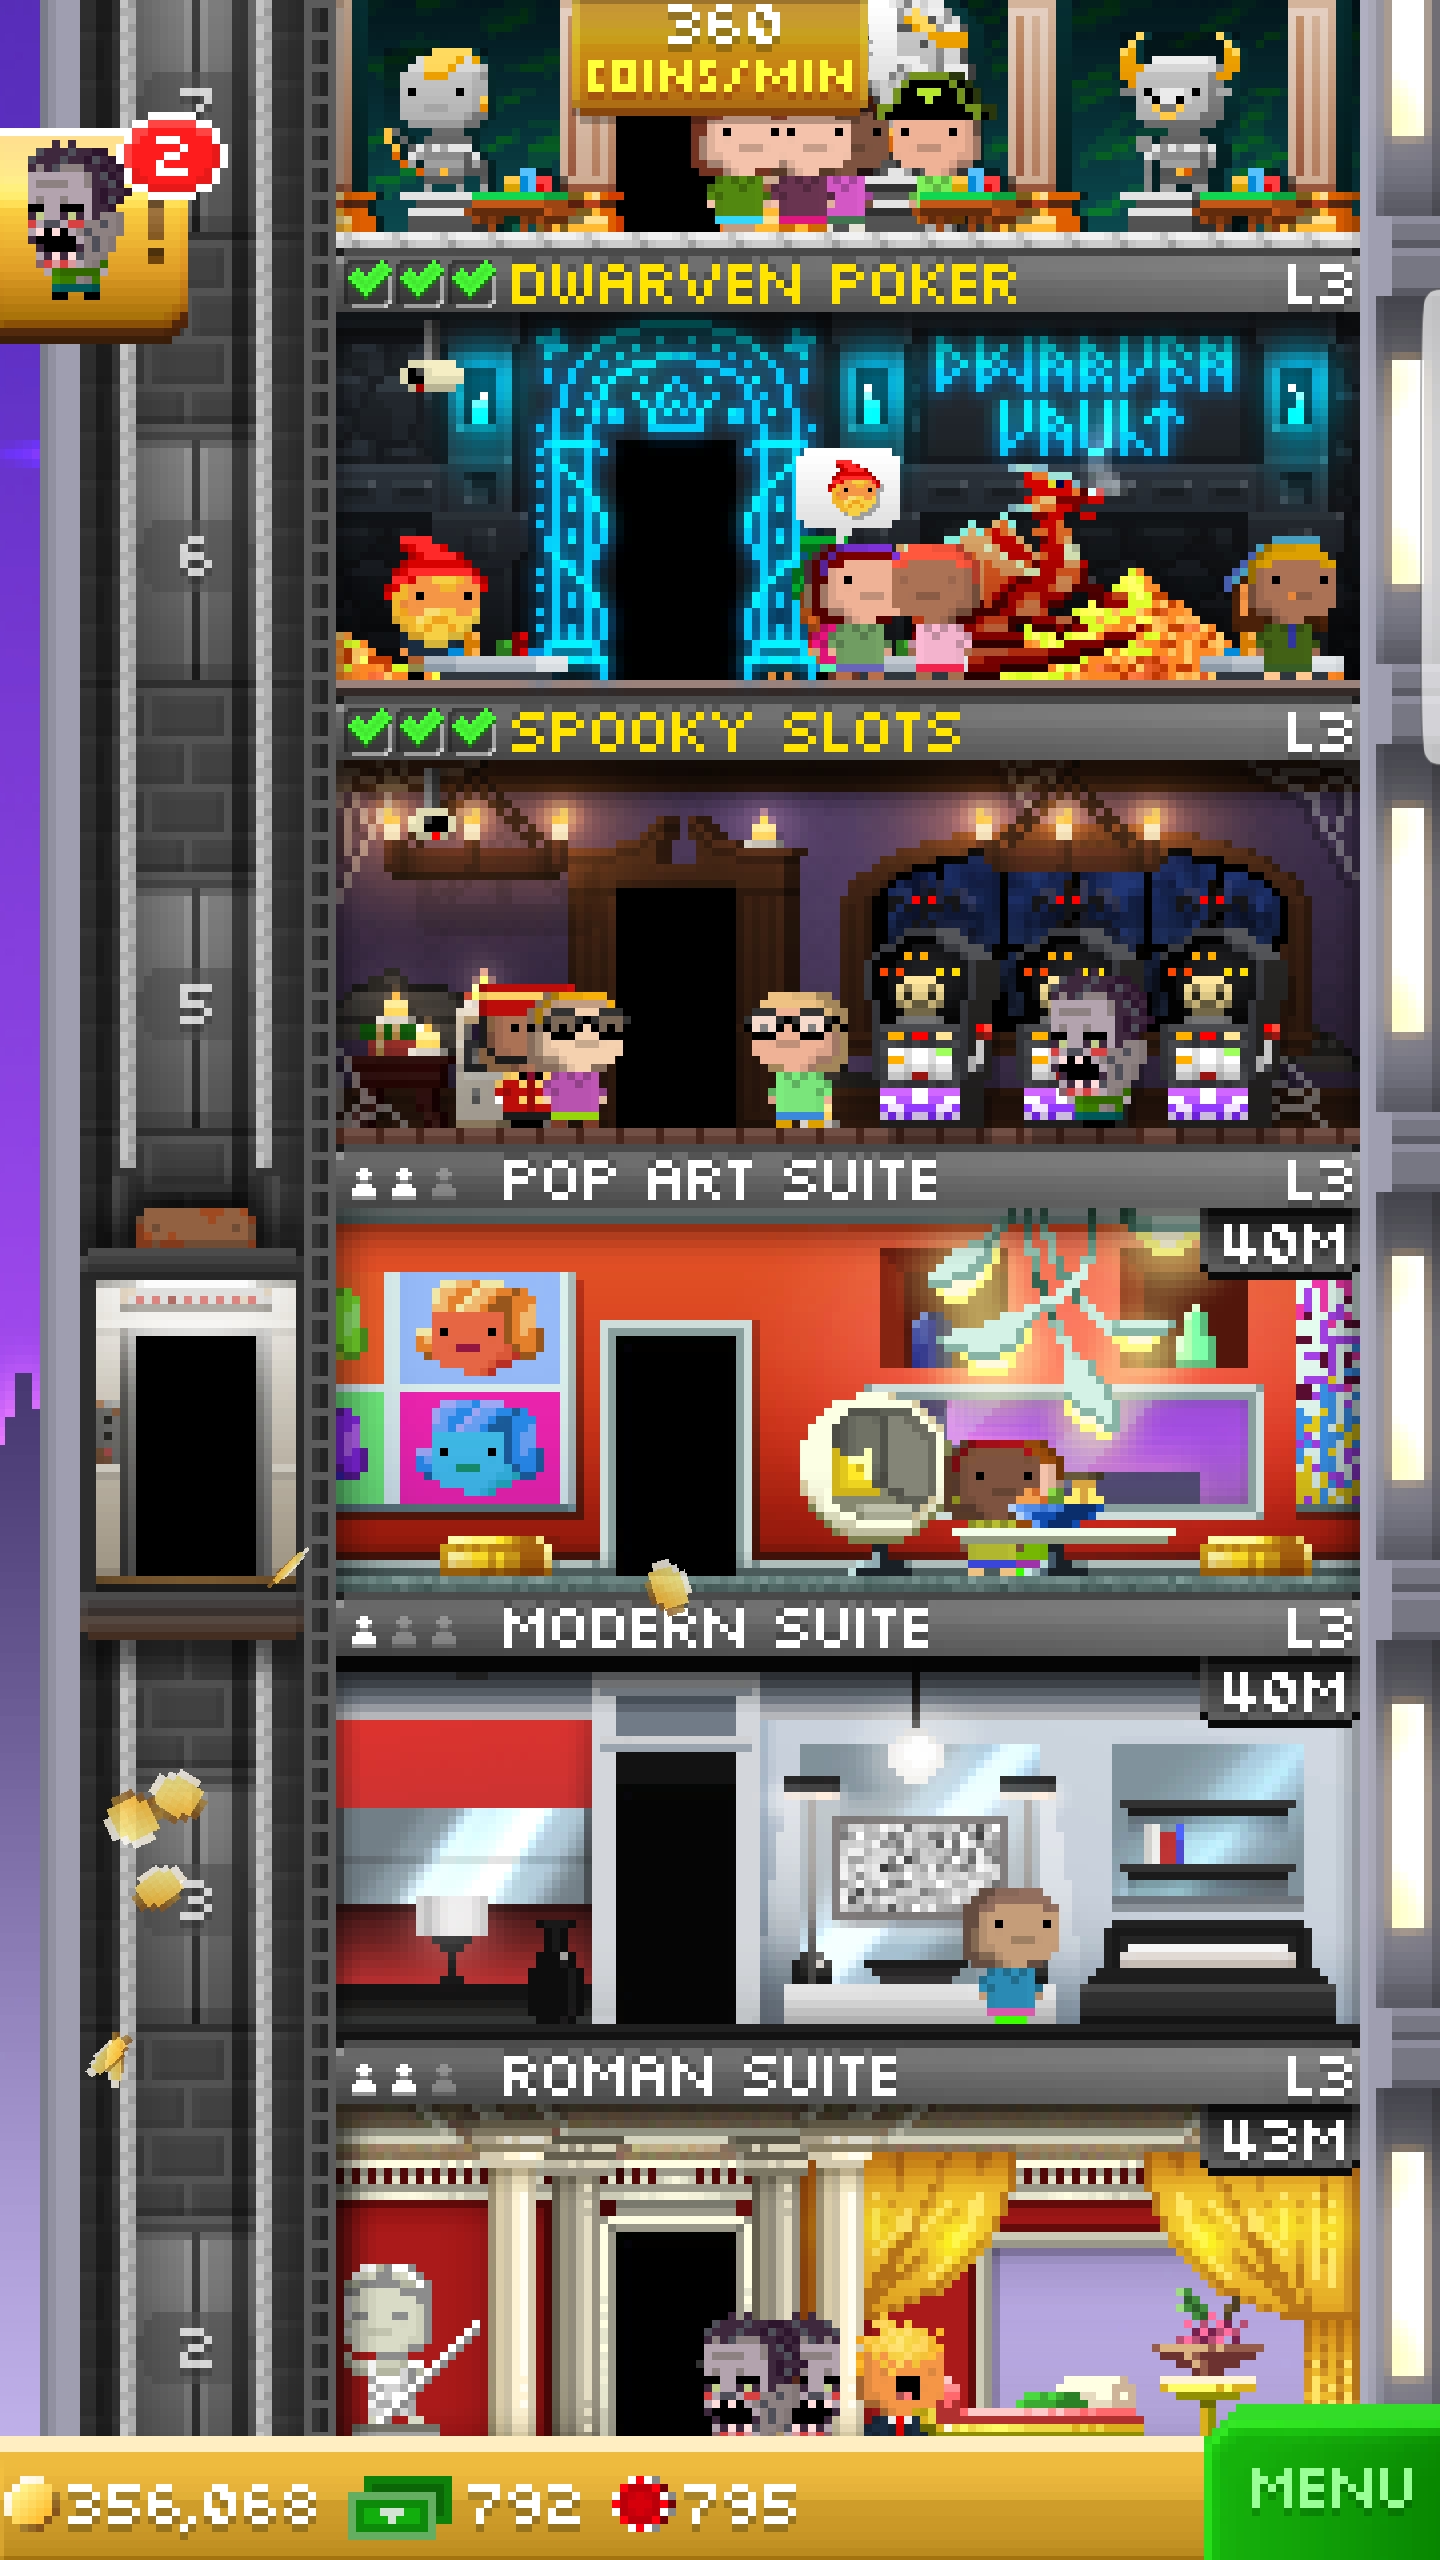 360
COINS/MIN
7
2
!
DWARVEN POKER L3
DWARVEN
VAULT
6
SPOOKY SLOTS L3
5
POP ART SUITE L3
40M
MODERN SUITE L3
40M
3
ROMAN SUITE L3
43M
2
356,068 792 795
MENU